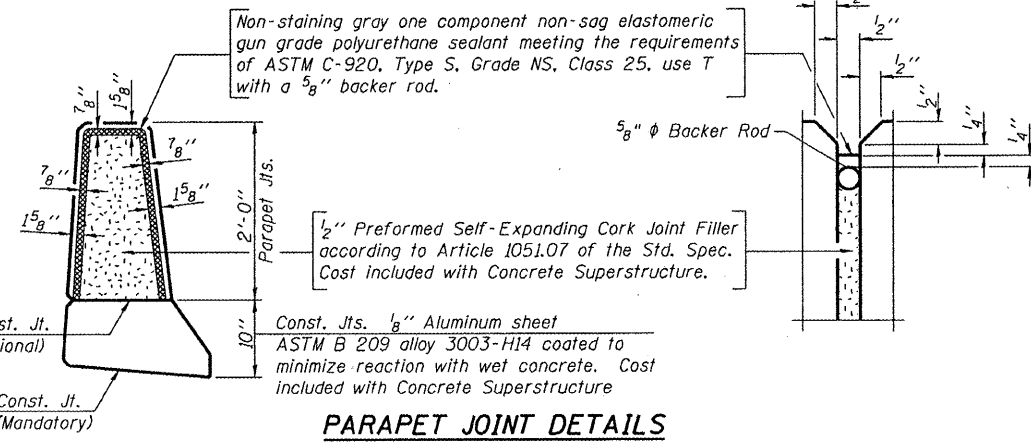 Non-staining gray one component non-sag elastomeric
gun grade polyurethane sealant meeting the requirements
of ASTM C-920, Type S, Grade NS, Class 25, use T
with a 5/8" backer rod.
1/2"
1/2"
1/2"
1/4"
1/4"
5/8" ϕ Backer Rod
7/8"
1 5/8"
7/8"
1 5/8"
7/8"
1 5/8"
2'-0"
Parapet Jts.
10"
1/2" Preformed Self-Expanding Cork Joint Filler
according to Article 1051.07 of the Std. Spec.
Cost included with Concrete Superstructure.
Const. Jts. 1/8" Aluminum sheet
ASTM B 209 alloy 3003-H14 coated to
minimize reaction with wet concrete. Cost
included with Concrete Superstructure
Jt.
Const. Jt.
(Mandatory)
PARAPET JOINT DETAILS